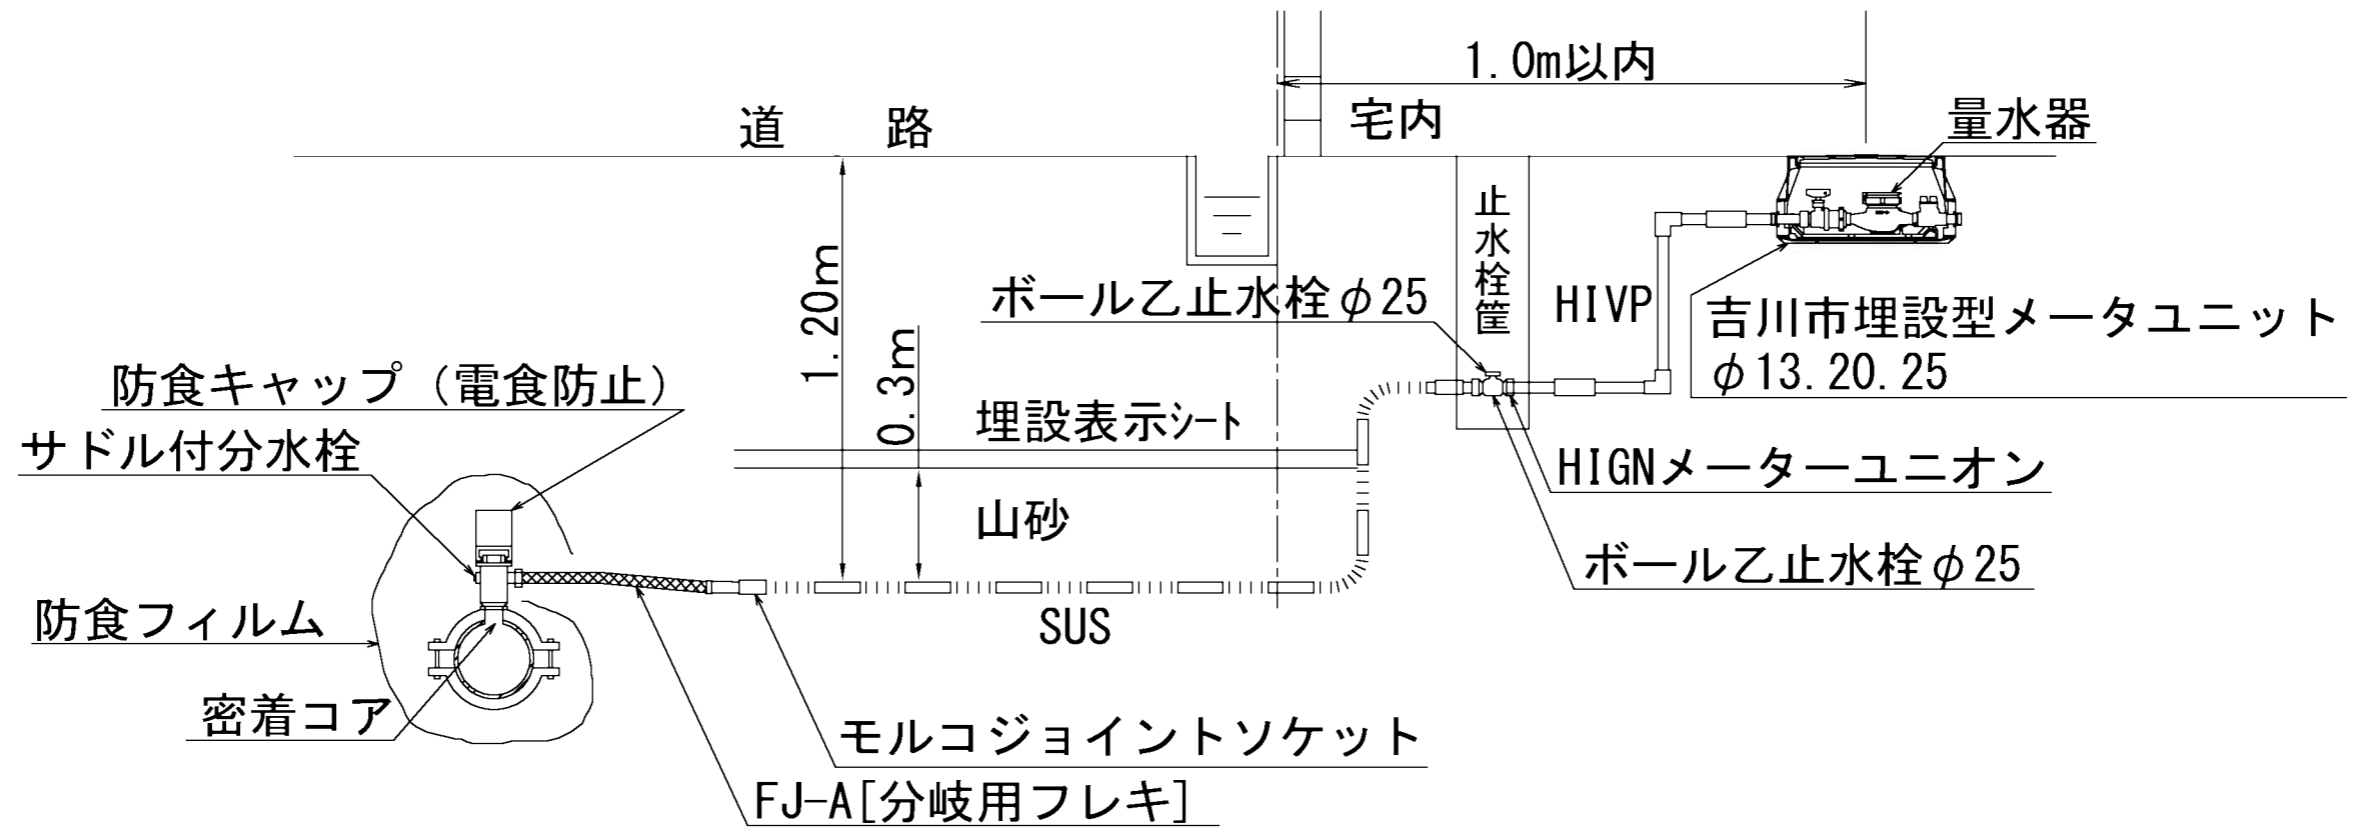 1.0m以内
道　路
宅内
量水器
止水栓筐
1.20m
ボール乙止水栓φ25
HIVP
吉川市埋設型メータユニット
φ13.20.25
0.3m
防食キャップ（電食防止）
埋設表示シート
サドル付分水栓
HIGNメーターユニオン
山砂
ボール乙止水栓φ25
防食フィルム
SUS
密着コア
モルコジョイントソケット
FJ-A[分岐用フレキ]